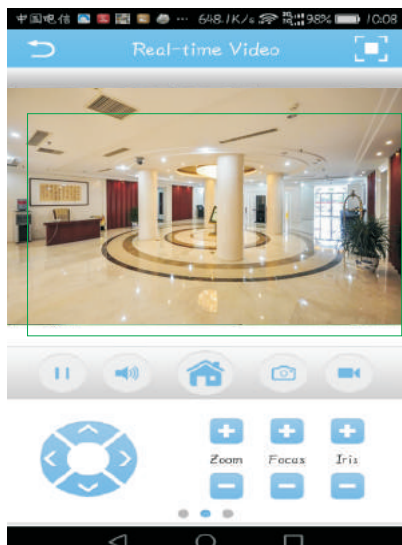 中国电信 ··· 648.1K/s 98% 10:08
Real-time Video
Zoom Focus Iris